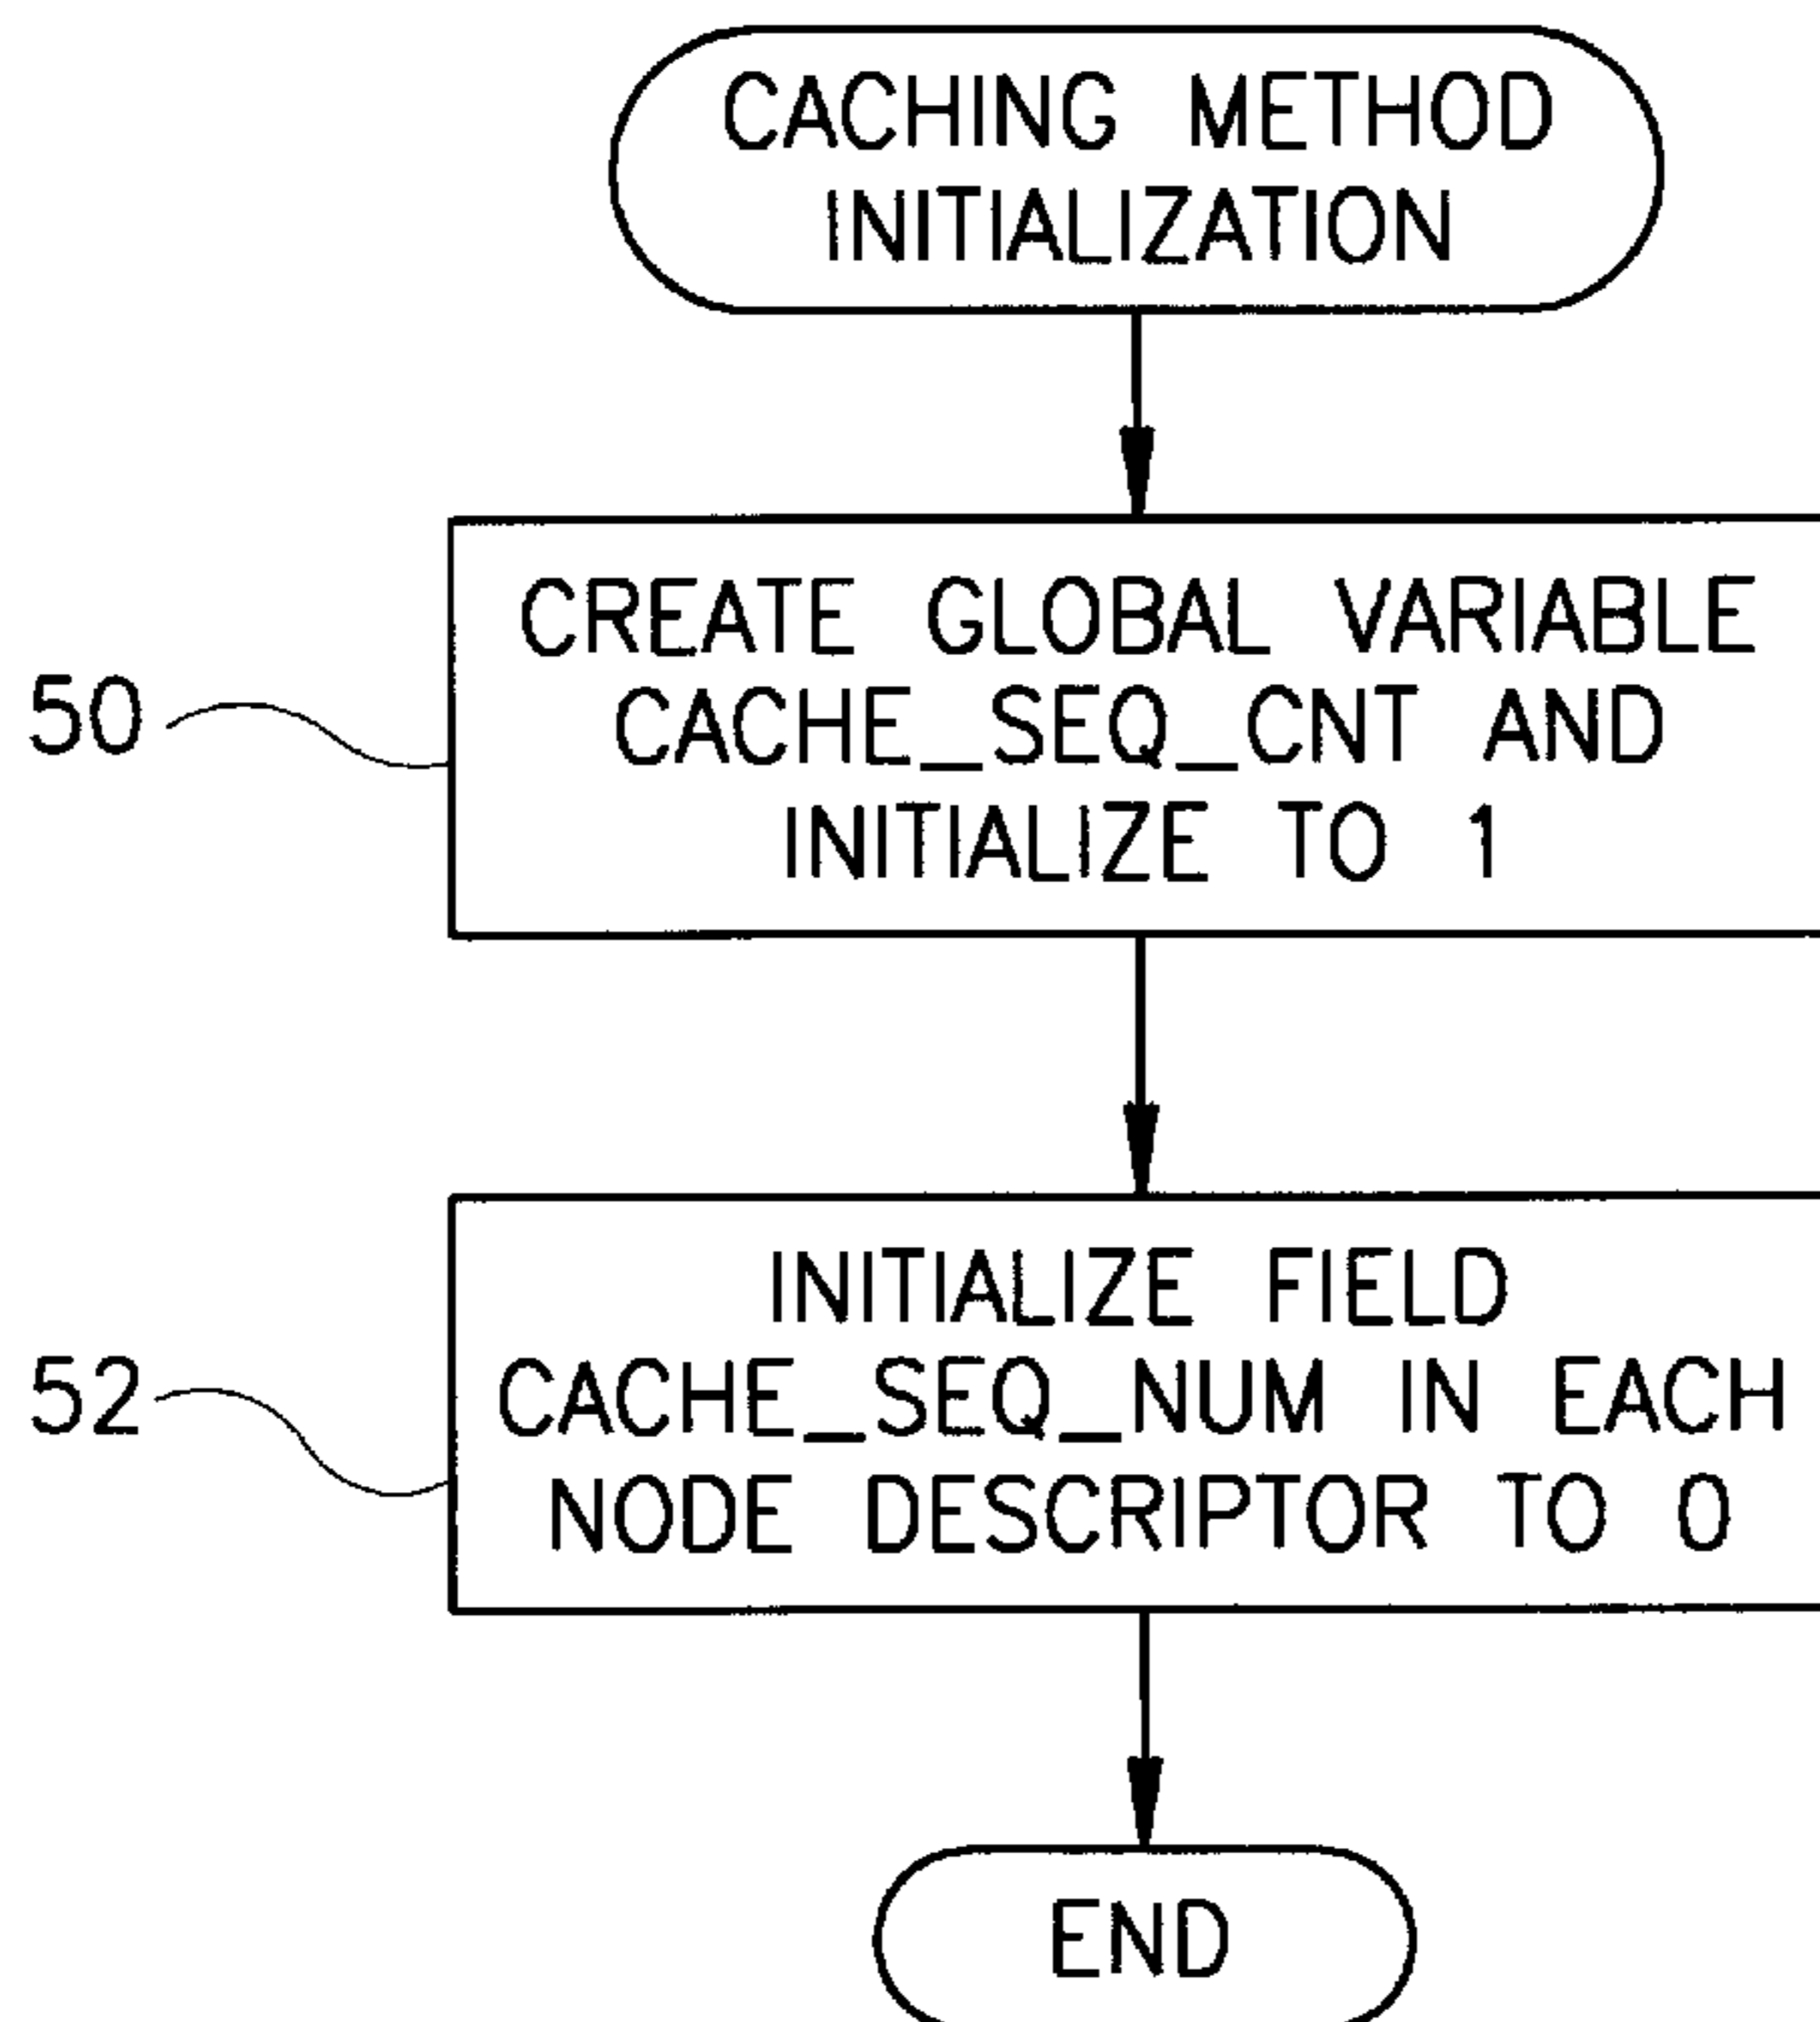 CACHING METHOD
INITIALIZATION
CREATE GLOBAL VARIABLE
CACHE_SEQ_CNT AND
INITIALIZE TO 1
50
INITIALIZE FIELD
CACHE_SEQ_NUM IN EACH
NODE DESCRIPTOR TO 0
52
END